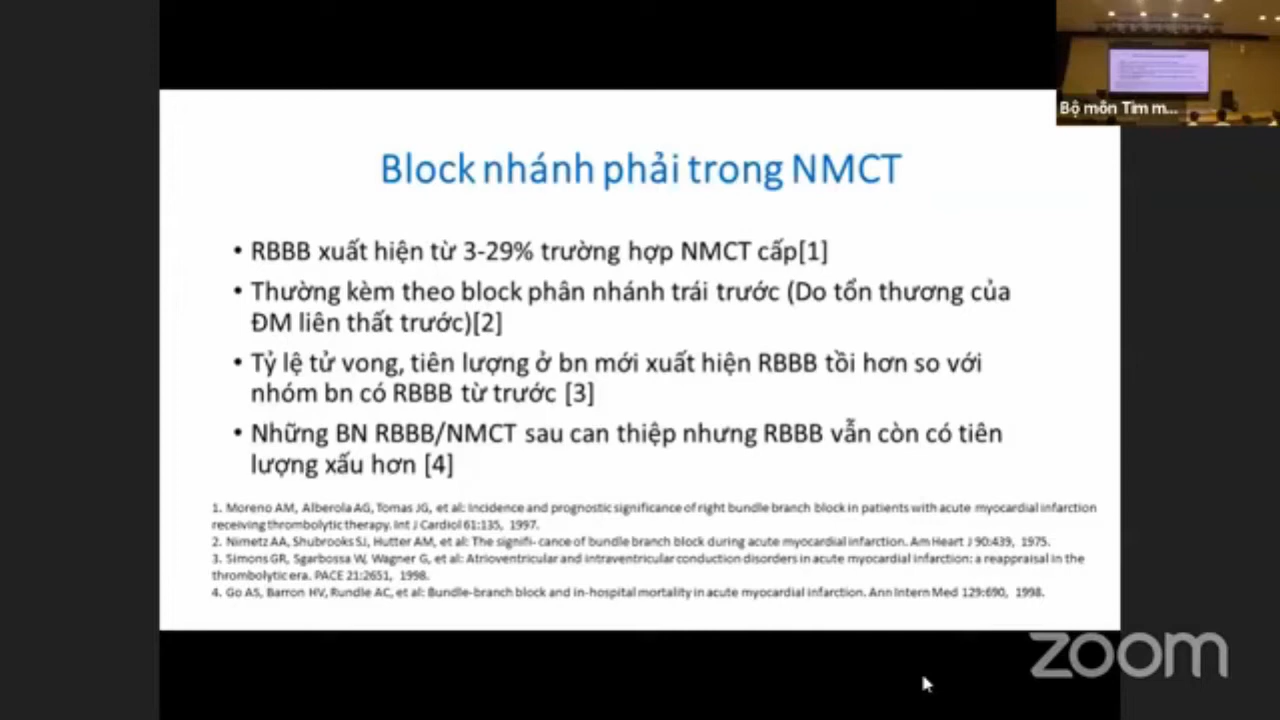 Bộ môn Tim m...
Block nhánh phải trong NMCT
• RBBB xuất hiện từ 3-29% trường hợp NMCT cấp[1]
• Thường kèm theo block phân nhánh trái trước (Do tổn thương của
ĐM liên thất trước)[2]
• Tỷ lệ tử vong, tiên lượng ở bn mới xuất hiện RBBB tồi hơn so với
nhóm bn có RBBB từ trước [3]
• Những BN RBBB/NMCT sau can thiệp nhưng RBBB vẫn còn có tiên
lượng xấu hơn [4]
1. Moreno AM, Alberola AG, Tomas JG, et al: Incidence and prognostic significance of right bundle branch block in patients with acute myocardial infarction
receiving thrombolytic therapy. Int J Cardiol 61:135, 1997.
2. Nimetz AA, Shubrooks SJ, Hutter AM, et al: The signifi- cance of bundle branch block during acute myocardial infarction. Am Heart J 90:439, 1975.
3. Simons GR, Sgarbossa W, Wagner G, et al: Atrioventricular and intraventricular conduction disorders in acute myocardial infarction: a reappraisal in the
thrombolytic era. PACE 21:2651, 1998.
4. Go AS, Barron HV, Rundle AC, et al: Bundle-branch block and in-hospital mortality in acute myocardial infarction. Ann Intern Med 129:690, 1998.
zoom